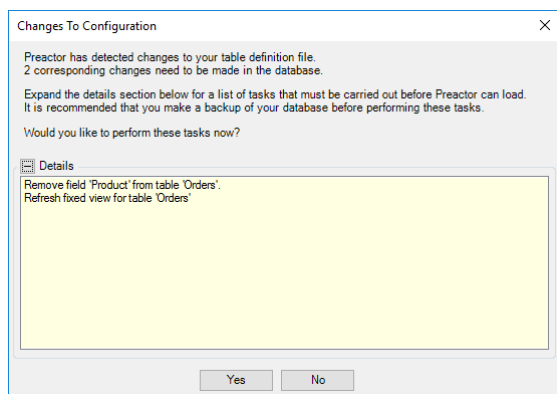 Changes To Configuration
Preactor has detected changes to your table definition file.
2 corresponding changes need to be made in the database.
Expand the details section below for a list of tasks that must be carried out before Preactor can load.
It is recommended that you make a backup of your database before performing these tasks.
Would you like to perform these tasks now?
Details
Remove field 'Product' from table 'Orders'.
Refresh fixed view for table 'Orders'
Yes No